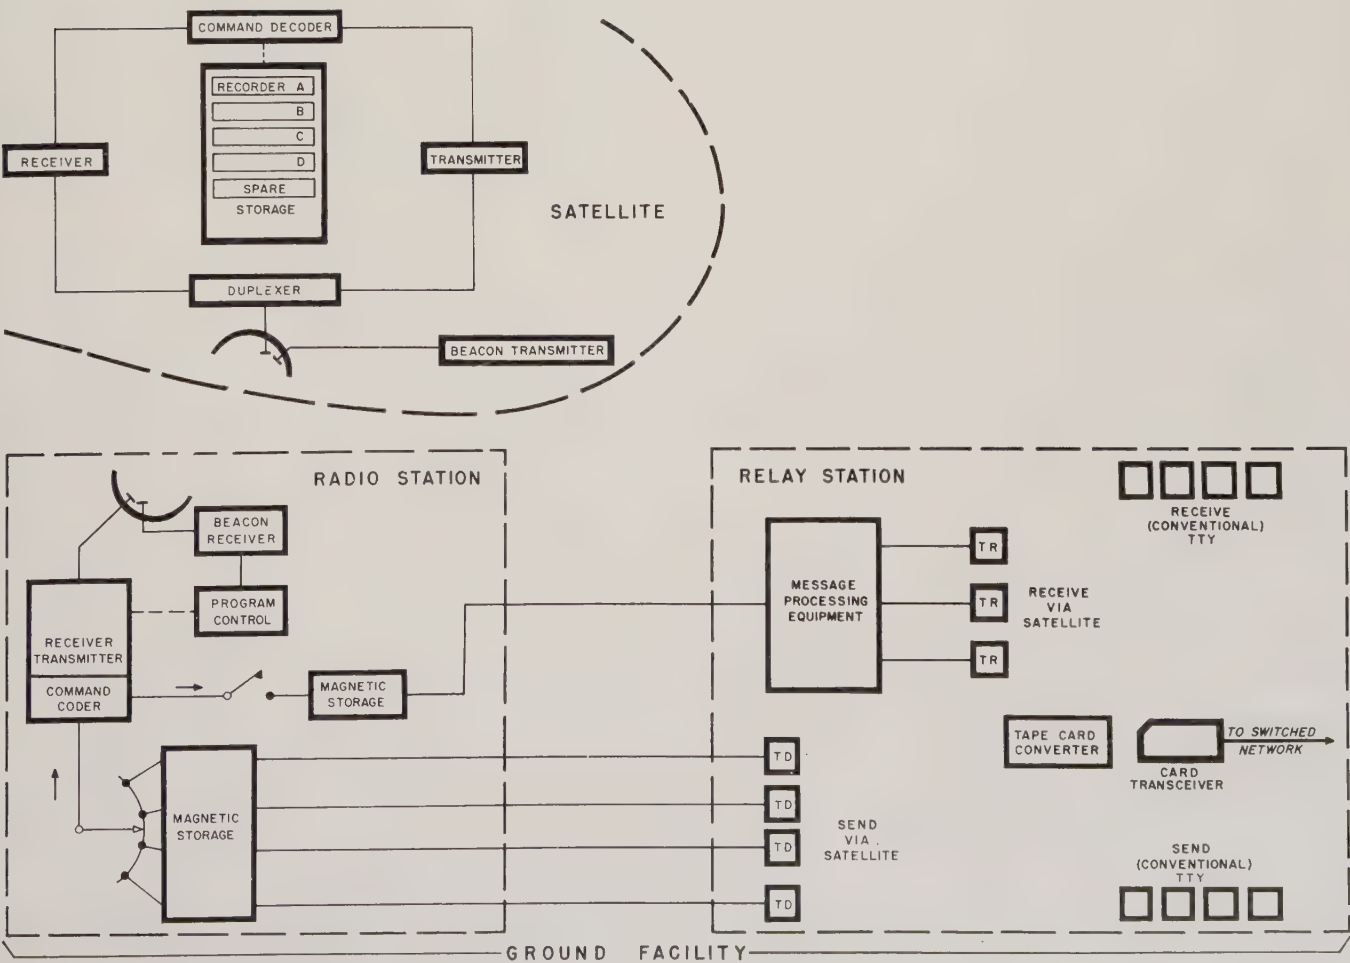 COMMAND DECODER
RECORDER A
B
C
D
SPARE
STORAGE
RECEIVER
TRANSMITTER
SATELLITE
DUPLEXER
BEACON TRANSMITTER
RADIO STATION
BEACON
RECEIVER
PROGRAM
CONTROL
RECEIVER
TRANSMITTER
COMMAND
CODER
MAGNETIC
STORAGE
MAGNETIC
STORAGE
RELAY STATION
RECEIVE
(CONVENTIONAL)
TTY
MESSAGE
PROCESSING
EQUIPMENT
TR
TR
TR
RECEIVE
VIA
SATELLITE
TAPE CARD
CONVERTER
TO SWITCHED
NETWORK
CARD
TRANSCEIVER
TD
TD
TD
TD
SEND
VIA
SATELLITE
SEND
(CONVENTIONAL)
TTY
GROUND FACILITY